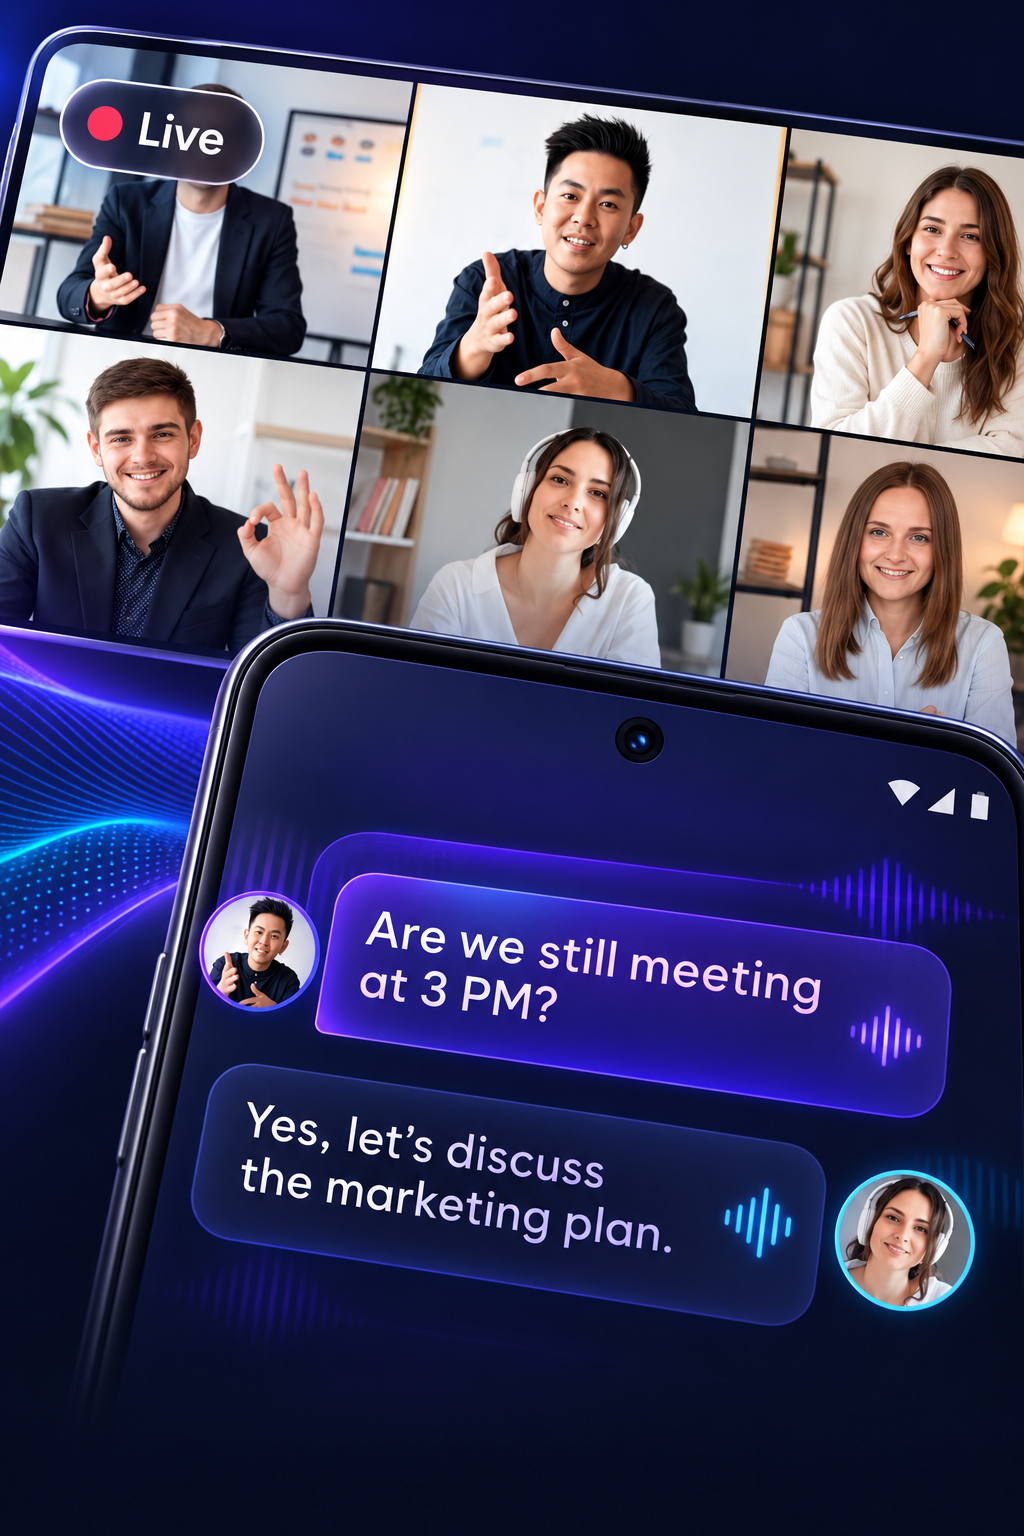 Live
Are we still meeting
at 3 PM?
Yes, let’s discuss
the marketing plan.